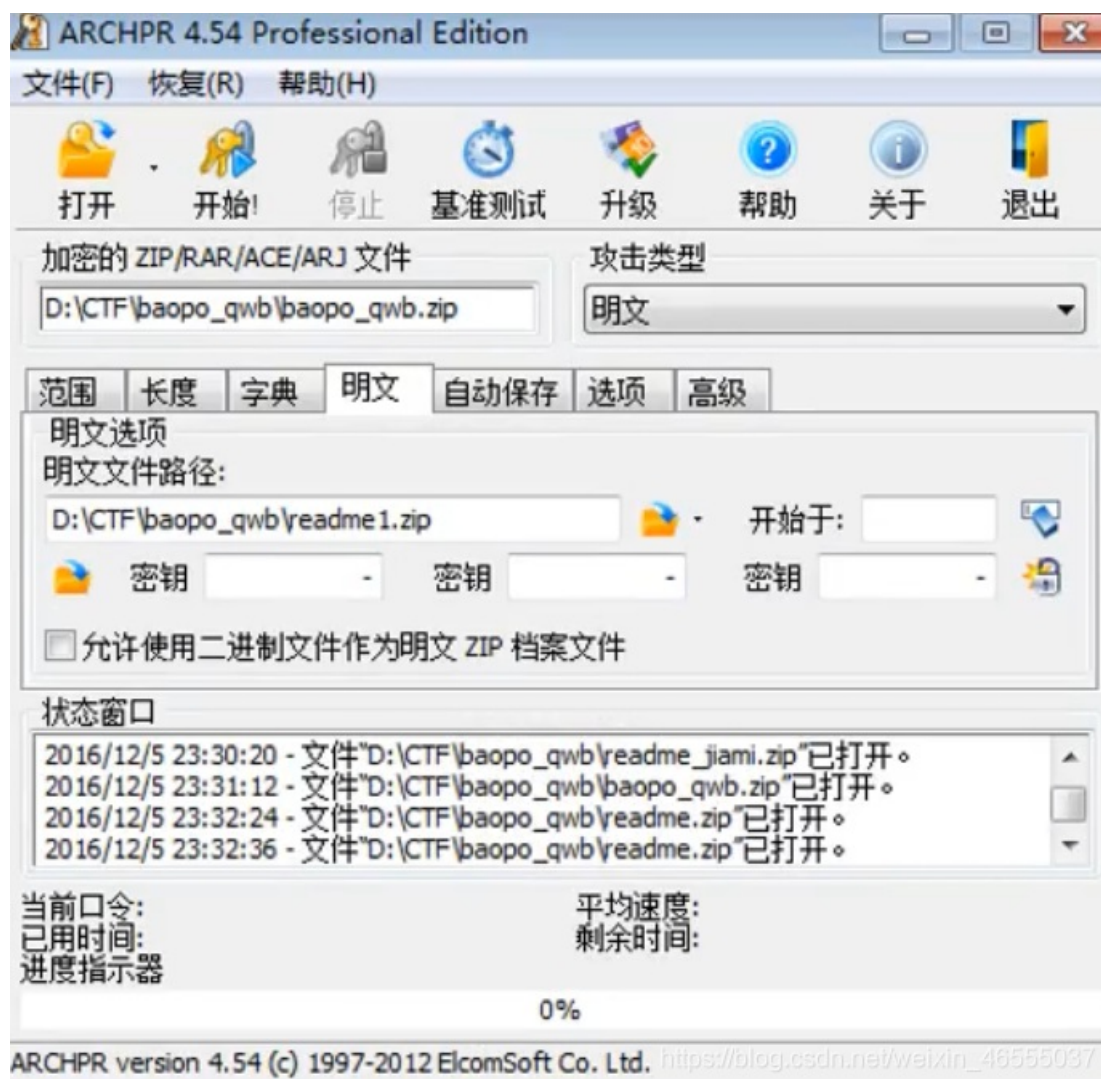 ARCHPR 4.54 Professional Edition
文件(F) 恢复(R) 帮助(H)
打开 开始! 停止 基准测试 升级 帮助 关于 退出
加密的 ZIP/RAR/ACE/ARJ 文件 攻击类型
D:\CTF\baopo_qwb\baopo_qwb.zip 明文
范围 长度 字典 明文 自动保存 选项 高级
明文选项
明文文件路径:
D:\CTF\baopo_qwb\readme1.zip 开始于:
密钥 - 密钥 - 密钥 -
允许使用二进制文件作为明文 ZIP 档案文件
状态窗口
2016/12/5 23:30:20 - 文件"D:\CTF\baopo_qwb\readme_jiami.zip"已打开。
2016/12/5 23:31:12 - 文件"D:\CTF\baopo_qwb\baopo_qwb.zip"已打开。
2016/12/5 23:32:24 - 文件"D:\CTF\baopo_qwb\readme.zip"已打开。
2016/12/5 23:32:36 - 文件"D:\CTF\baopo_qwb\readme.zip"已打开。
当前口令: 平均速度:
已用时间: 剩余时间:
进度指示器
0%
ARCHPR version 4.54 (c) 1997-2012 ElcomSoft Co. Ltd. https://blog.csdn.net/weixin_46555037